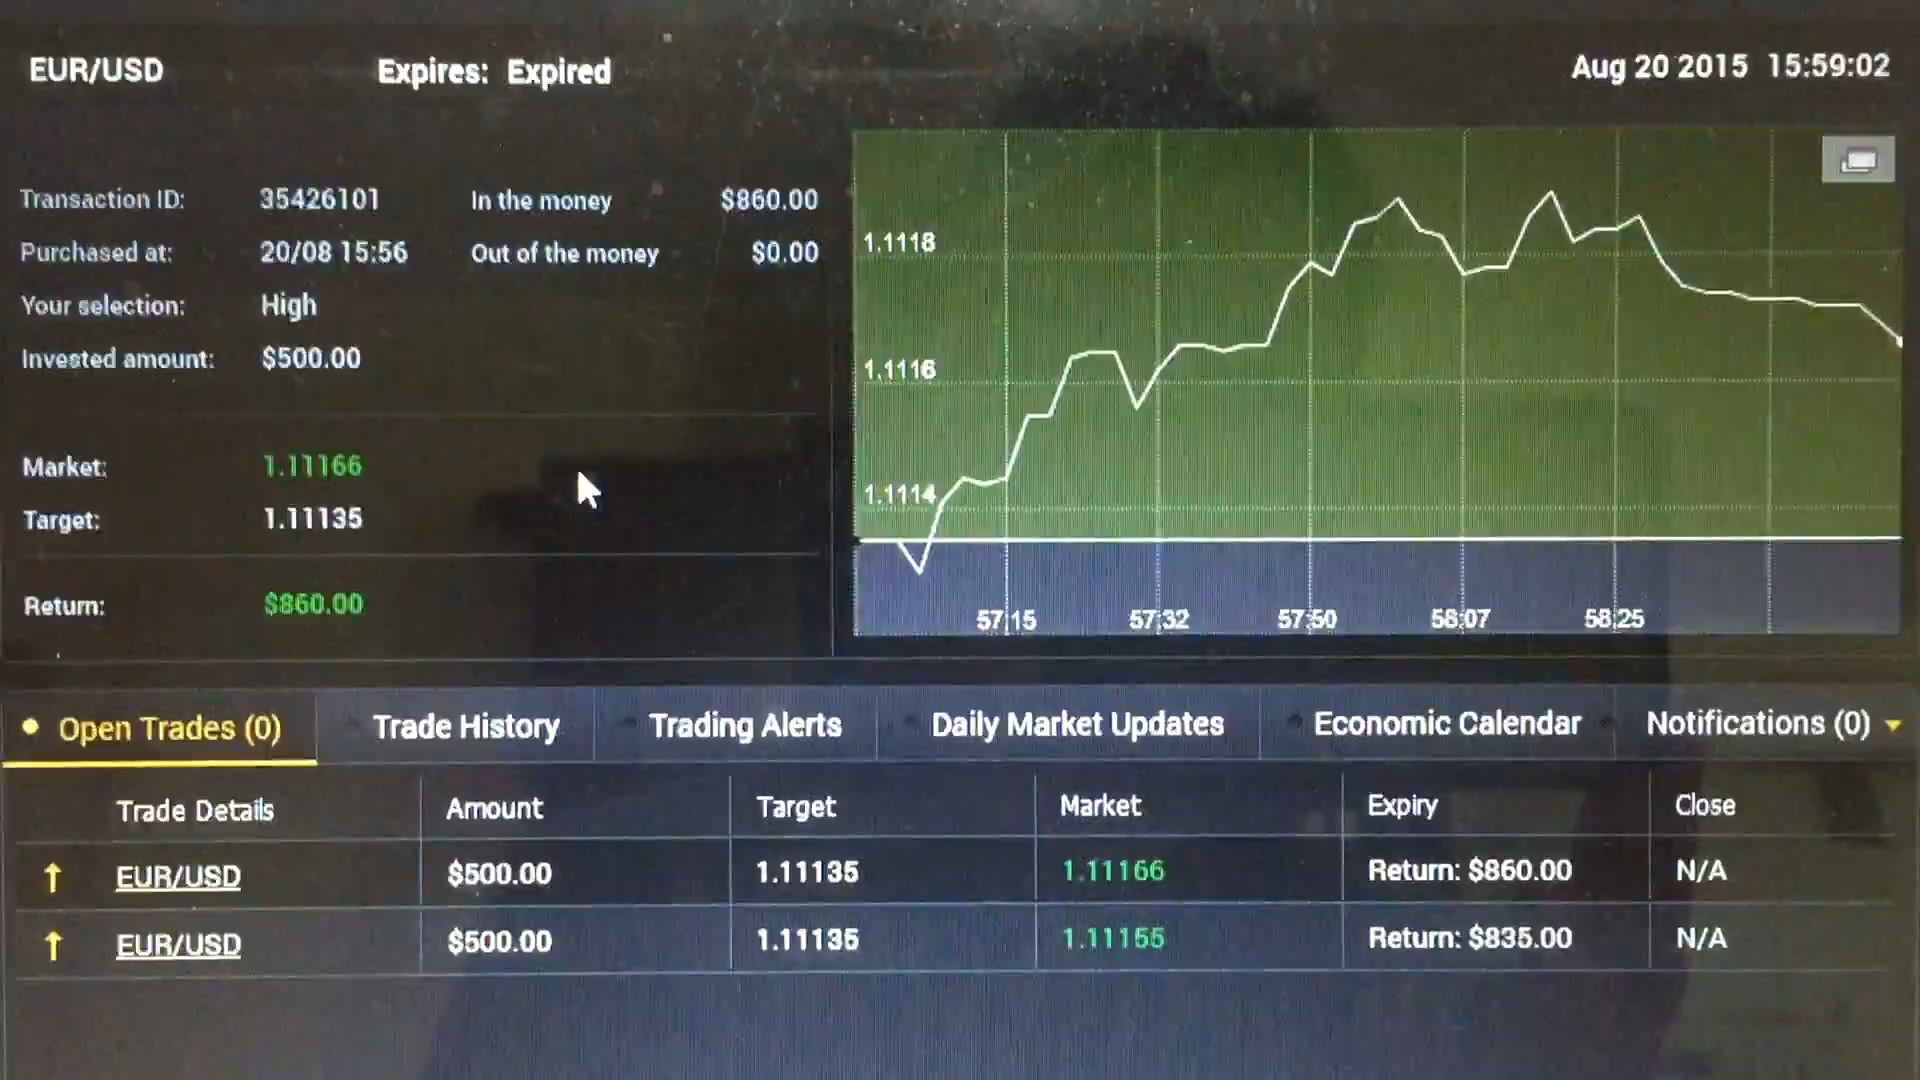 EUR/USD Expires: Expired Aug 20 2015 15:59:02
Transaction ID: 35426101 In the money $860.00
Purchased at: 20/08 15:56 Out of the money $0.00
Your selection: High
Invested amount: $500.00
Market: 1.11166
Target: 1.11135
Return: $860.00
1.1118
1.1116
1.1114
57:15 57:32 57:50 58:07 58:25
Open Trades (0) Trade History Trading Alerts Daily Market Updates Economic Calendar Notifications (0)
Trade Details Amount Target Market Expiry Close
EUR/USD $500.00 1.11135 1.11166 Return: $860.00 N/A
EUR/USD $500.00 1.11135 1.11155 Return: $835.00 N/A